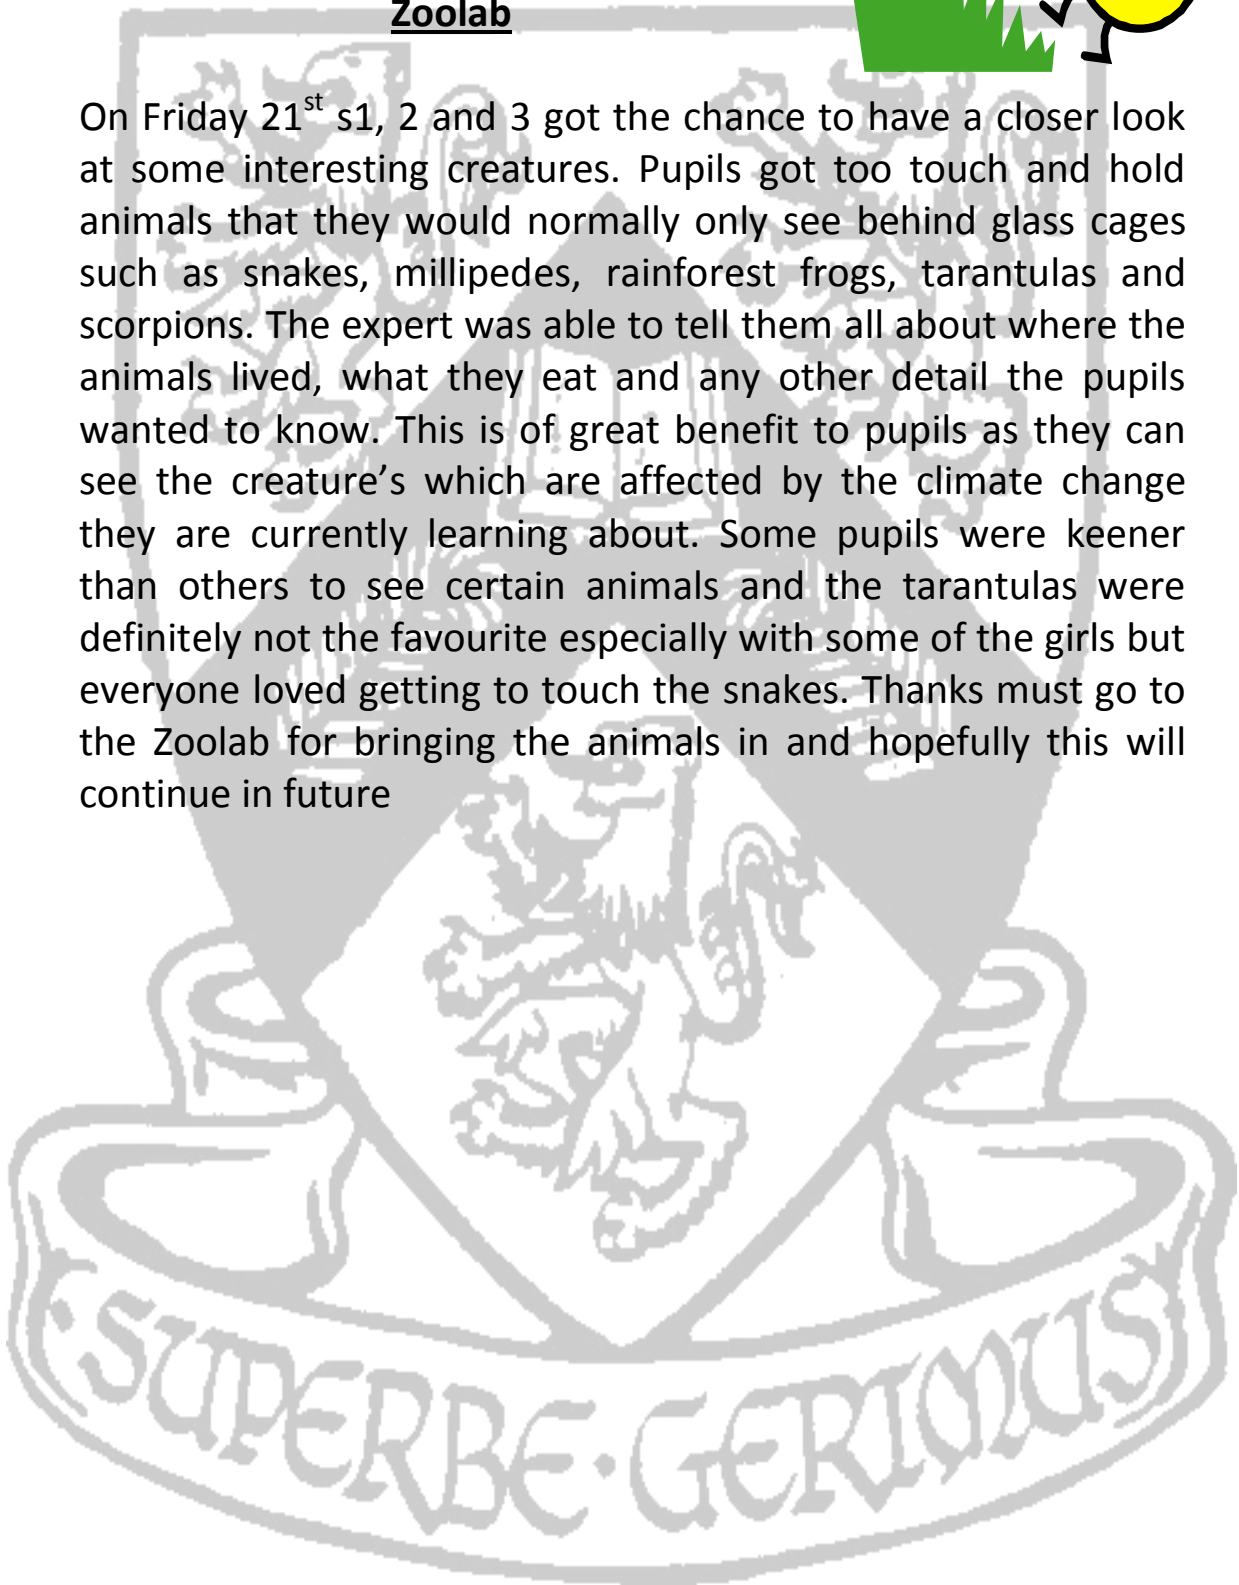 Zoolab
On Friday 21st s1, 2 and 3 got the chance to have a closer look
at some interesting creatures. Pupils got too touch and hold
animals that they would normally only see behind glass cages
such as snakes, millipedes, rainforest frogs, tarantulas and
scorpions. The expert was able to tell them all about where the
animals lived, what they eat and any other detail the pupils
wanted to know. This is of great benefit to pupils as they can
see the creature’s which are affected by the climate change
they are currently learning about. Some pupils were keener
than others to see certain animals and the tarantulas were
definitely not the favourite especially with some of the girls but
everyone loved getting to touch the snakes. Thanks must go to
the Zoolab for bringing the animals in and hopefully this will
continue in future
·SUPERBE·GERIMUS